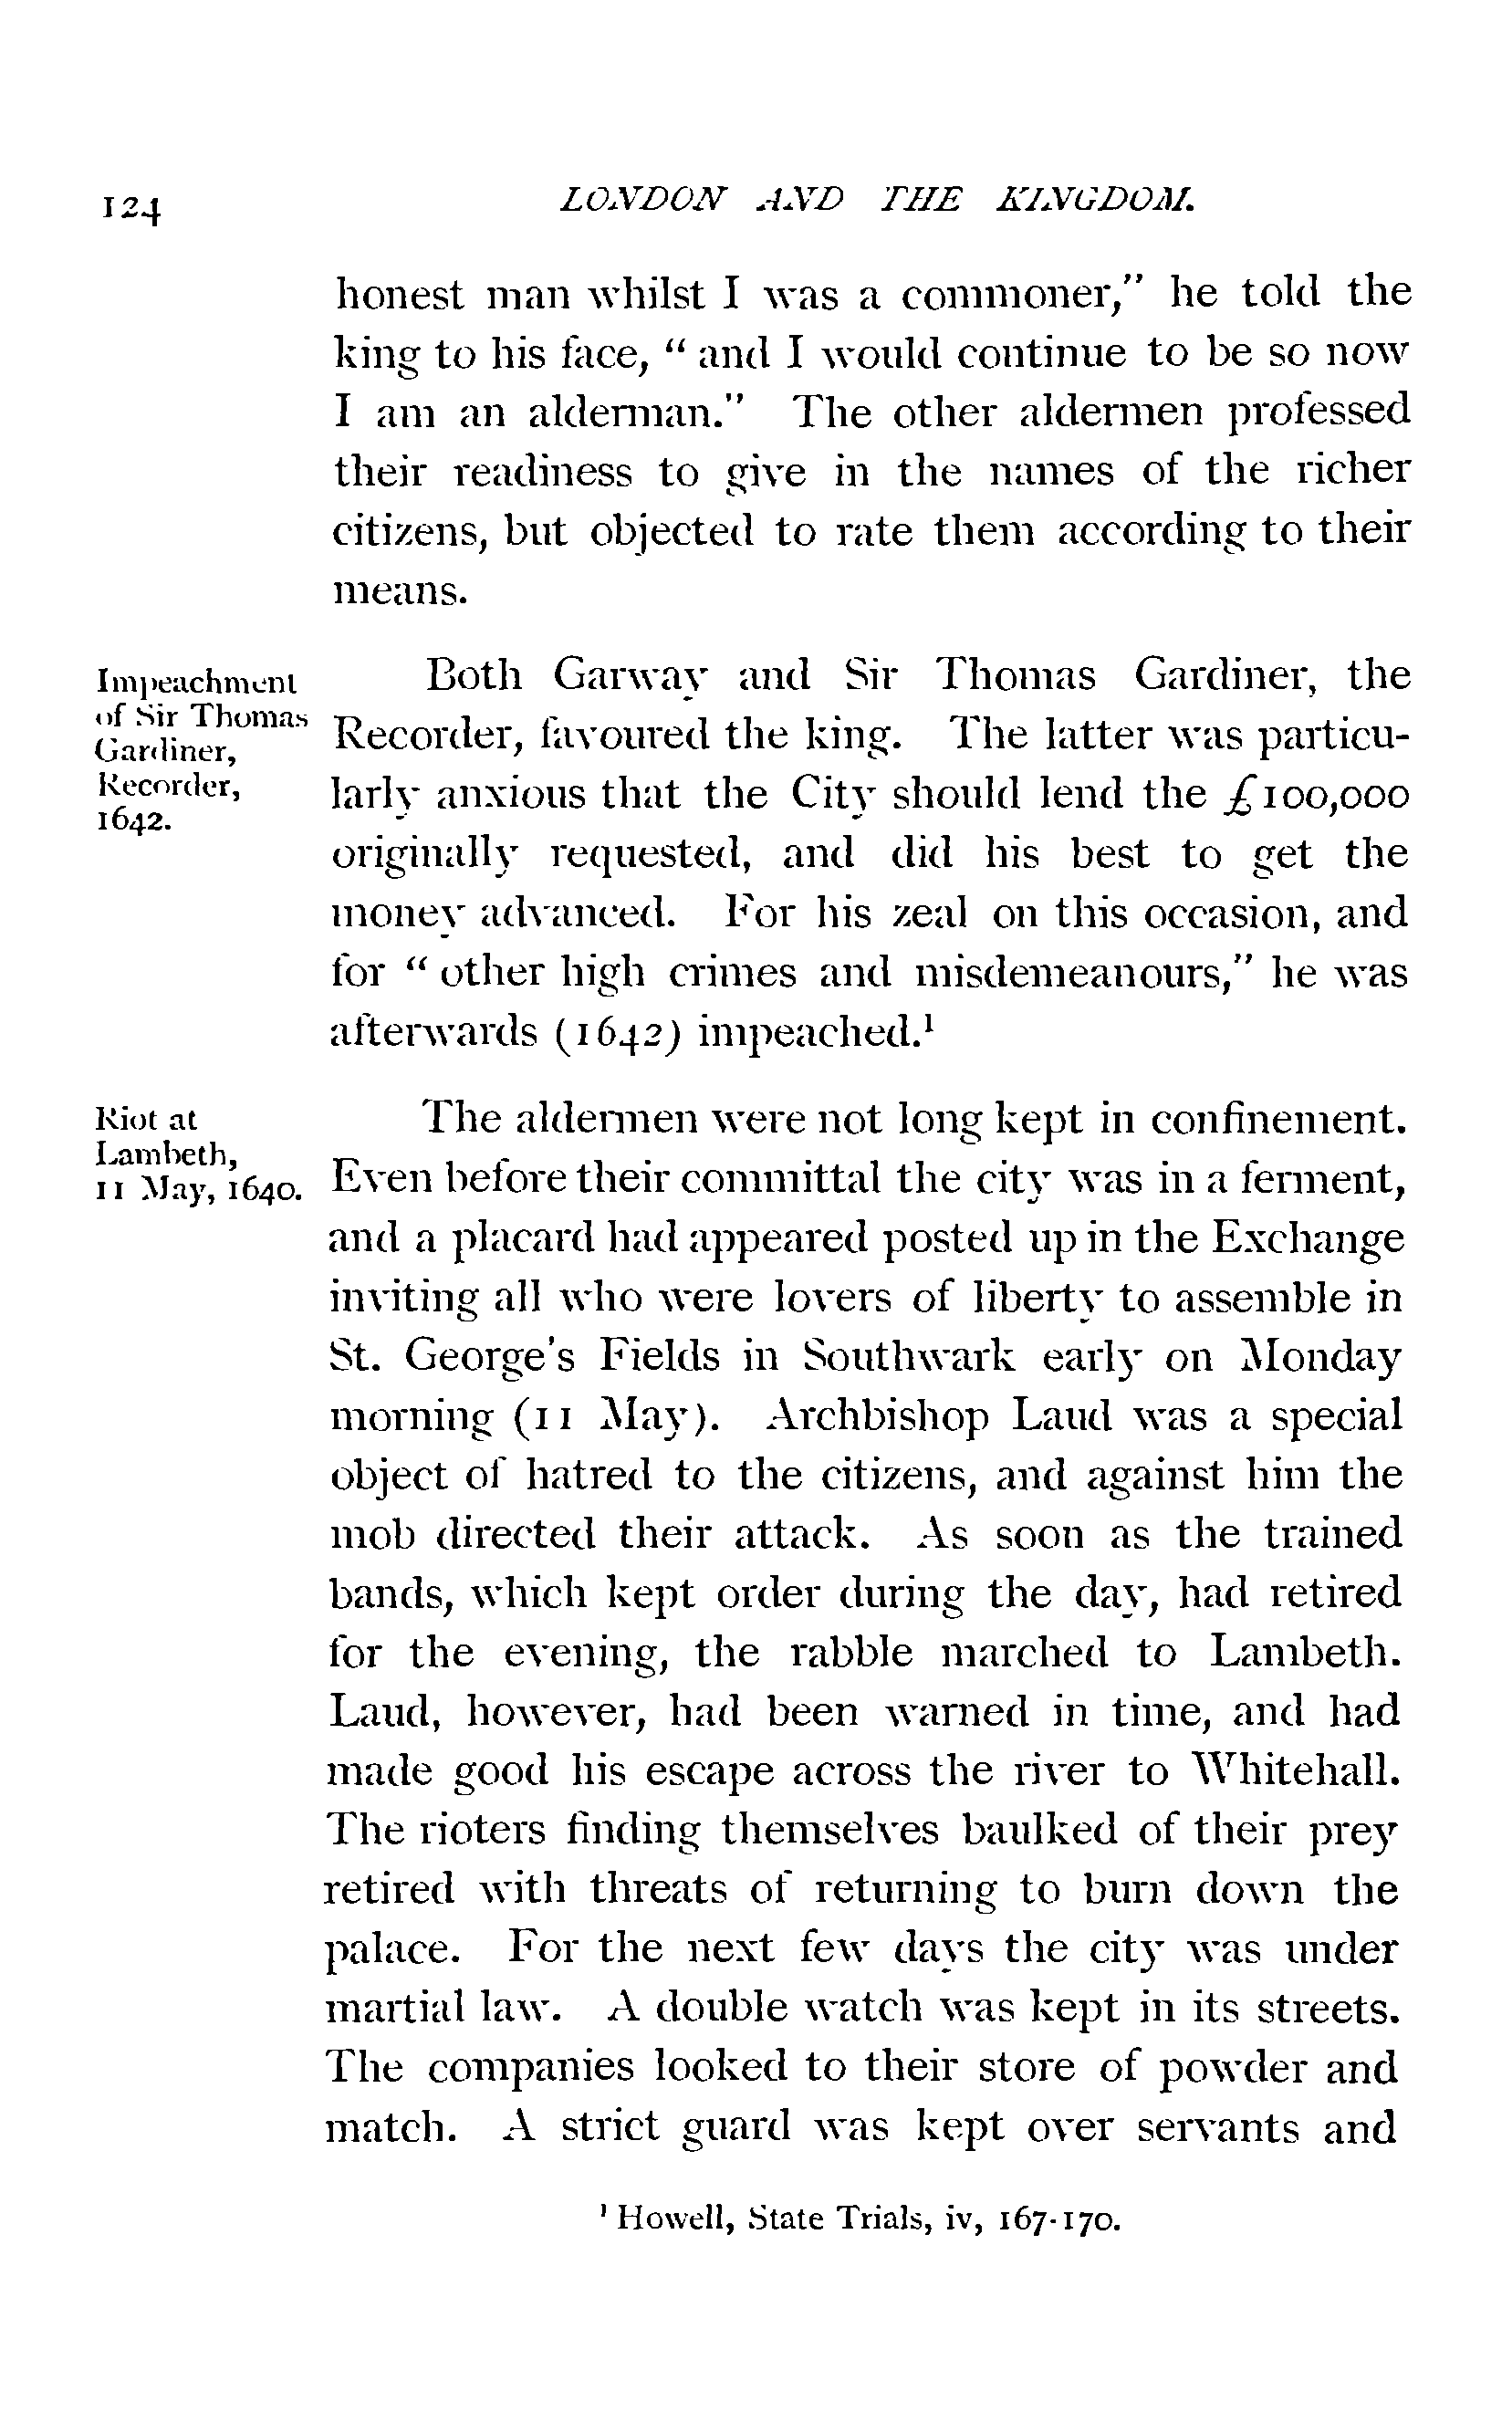 124
LONDON AND THE KINGDOM.
honest man whilst I was a commoner,” he told the
king to his face, “ and I would continue to be so now
I am an alderman.” The other aldermen professed
their readiness to give in the names of the richer
citizens, but objected to rate them according to their
means.
Impeachment
of Sir Thomas
Gardiner,
Recorder,
1642.
Both Garway and Sir Thomas Gardiner, the
Recorder, favoured the king. The latter was particu-
larly anxious that the City should lend the £100,000
originally requested, and did his best to get the
money advanced. For his zeal on this occasion, and
for “ other high crimes and misdemeanours,” he was
afterwards (1642) impeached.¹
Riot at
Lambeth,
11 May, 1640.
The aldermen were not long kept in confinement.
Even before their committal the city was in a ferment,
and a placard had appeared posted up in the Exchange
inviting all who were lovers of liberty to assemble in
St. George’s Fields in Southwark early on Monday
morning (11 May). Archbishop Laud was a special
object of hatred to the citizens, and against him the
mob directed their attack. As soon as the trained
bands, which kept order during the day, had retired
for the evening, the rabble marched to Lambeth.
Laud, however, had been warned in time, and had
made good his escape across the river to Whitehall.
The rioters finding themselves baulked of their prey
retired with threats of returning to burn down the
palace. For the next few days the city was under
martial law. A double watch was kept in its streets.
The companies looked to their store of powder and
match. A strict guard was kept over servants and
¹ Howell, State Trials, iv, 167-170.